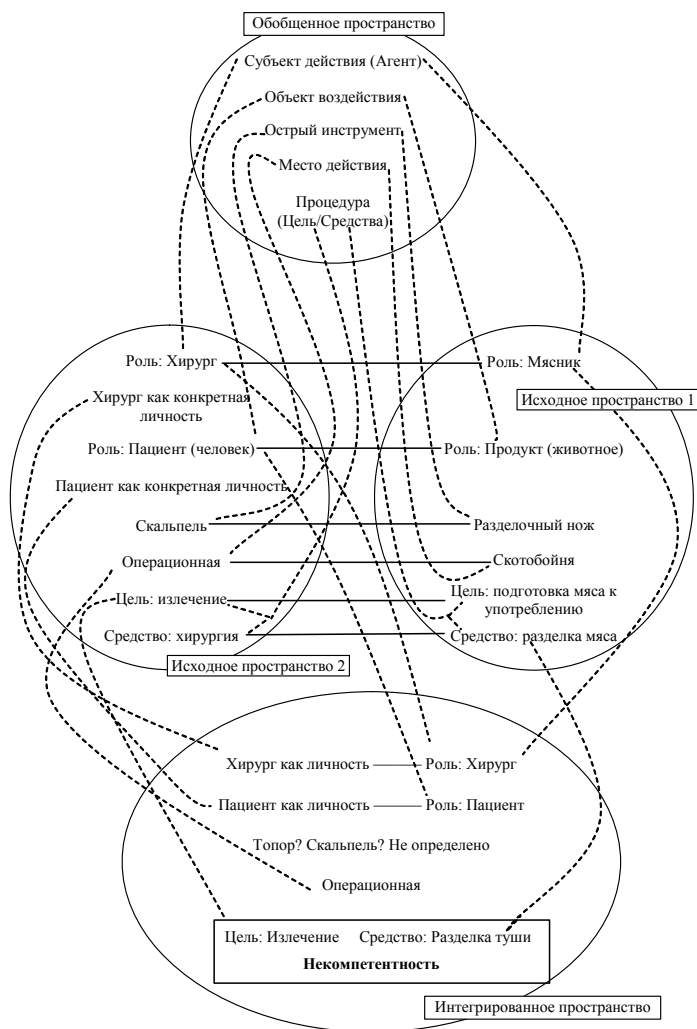 Обобщенное пространство
Субъект действия (Агент)
Объект воздействия
Острый инструмент
Место действия
Процедура
(Цель/Средства)
Роль: Хирург
Хирург как конкретная
личность
Роль: Пациент (человек)
Пациент как конкретная личность
Скальпель
Операционная
Цель: излечение
Средство: хирургия
Исходное пространство 2
Роль: Мясник
Исходное пространство 1
Роль: Продукт (животное)
Разделочный нож
Скотобойня
Цель: подготовка мяса к
употреблению
Средство: разделка мяса
Хирург как личность Роль: Хирург
Пациент как личность Роль: Пациент
Топор? Скальпель? Не определено
Операционная
Цель: Излечение Средство: Разделка туши
Некомпетентность
Интегрированное пространство